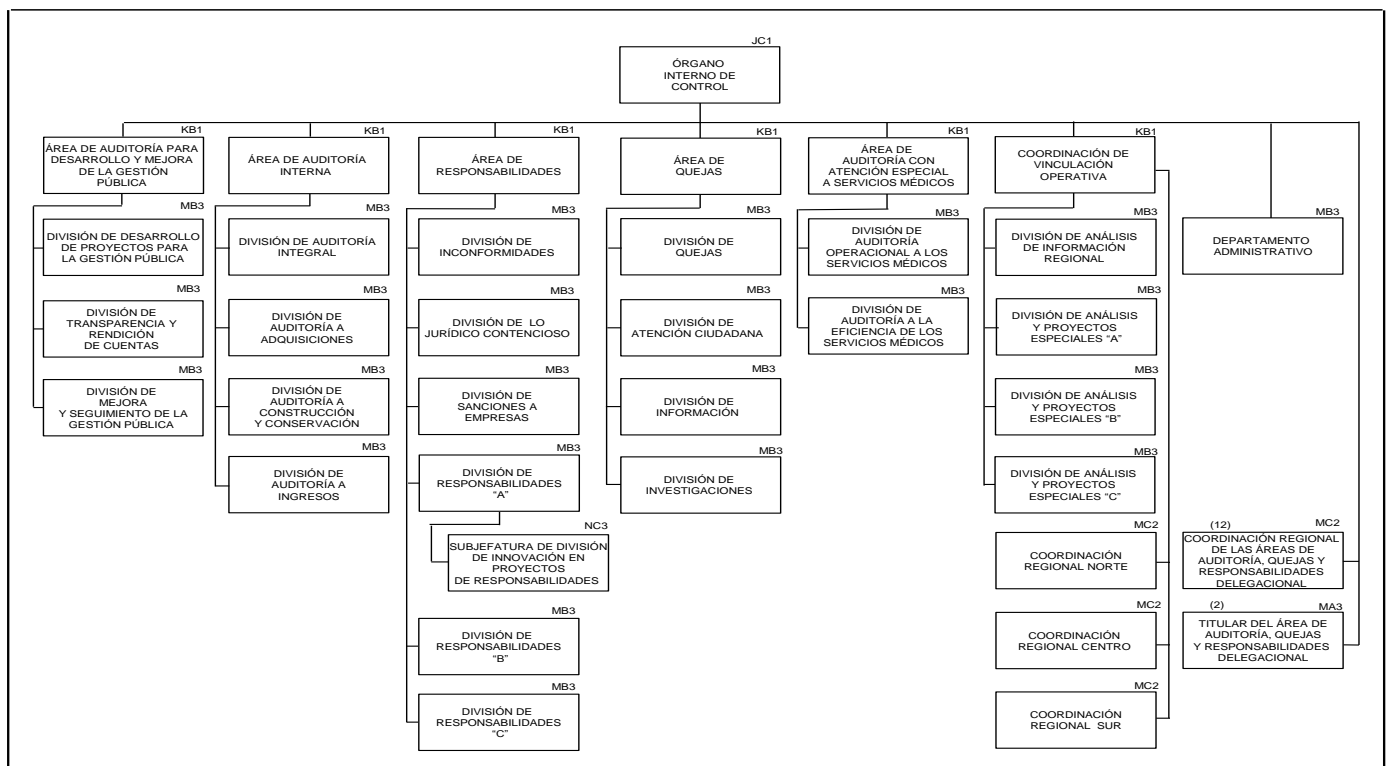 JC1
ÓRGANO
INTERNO DE
CONTROL
KB1
ÁREA DE AUDITORÍA PARA
DESARROLLO Y MEJORA
DE LA GESTIÓN
PÚBLICA
MB3
DIVISIÓN DE DESARROLLO
DE PROYECTOS PARA
LA GESTIÓN PÚBLICA
MB3
DIVISIÓN DE
TRANSPARENCIA Y
RENDICIÓN
DE CUENTAS
MB3
DIVISIÓN DE
MEJORA
Y SEGUIMIENTO DE LA
GESTIÓN PÚBLICA
KB1
ÁREA DE AUDITORÍA
INTERNA
MB3
DIVISIÓN DE AUDITORÍA
INTEGRAL
MB3
DIVISIÓN DE
AUDITORÍA A
ADQUISICIONES
MB3
DIVISIÓN DE
AUDITORÍA A
CONSTRUCCIÓN
Y CONSERVACIÓN
MB3
DIVISIÓN DE
AUDITORÍA A
INGRESOS
KB1
ÁREA DE
RESPONSABILIDADES
MB3
DIVISIÓN DE
INCONFORMIDADES
MB3
DIVISIÓN DE LO
JURÍDICO CONTENCIOSO
MB3
DIVISIÓN DE
SANCIONES A
EMPRESAS
MB3
DIVISIÓN DE
RESPONSABILIDADES
“A”
NC3
SUBJEFATURA DE DIVISIÓN
DE INNOVACIÓN EN
PROYECTOS
DE RESPONSABILIDADES
MB3
DIVISIÓN DE
RESPONSABILIDADES
“B”
MB3
DIVISIÓN DE
RESPONSABILIDADES
“C”
KB1
ÁREA DE
QUEJAS
MB3
DIVISIÓN DE
QUEJAS
MB3
DIVISIÓN DE
ATENCIÓN CIUDADANA
MB3
DIVISIÓN DE
INFORMACIÓN
MB3
DIVISIÓN DE
INVESTIGACIONES
KB1
ÁREA DE
AUDITORÍA CON
ATENCIÓN ESPECIAL
A SERVICIOS MÉDICOS
MB3
DIVISIÓN DE
AUDITORÍA
OPERACIONAL A LOS
SERVICIOS MÉDICOS
MB3
DIVISIÓN DE
AUDITORÍA A LA
EFICIENCIA DE LOS
SERVICIOS MÉDICOS
KB1
COORDINACIÓN DE
VINCULACIÓN
OPERATIVA
MB3
DIVISIÓN DE ANÁLISIS
DE INFORMACIÓN
REGIONAL
MB3
DIVISIÓN DE ANÁLISIS
Y PROYECTOS
ESPECIALES “A”
MB3
DIVISIÓN DE ANÁLISIS
Y PROYECTOS
ESPECIALES “B”
MB3
DIVISIÓN DE ANÁLISIS
Y PROYECTOS
ESPECIALES “C”
MC2
COORDINACIÓN
REGIONAL NORTE
MC2
COORDINACIÓN
REGIONAL CENTRO
MC2
COORDINACIÓN
REGIONAL SUR
MB3
DEPARTAMENTO
ADMINISTRATIVO
(12) MC2
COORDINACIÓN REGIONAL
DE LAS ÁREAS DE
AUDITORÍA, QUEJAS Y
RESPONSABILIDADES
DELEGACIONAL
(2) MA3
TITULAR DEL ÁREA DE
AUDITORÍA, QUEJAS
Y RESPONSABILIDADES
DELEGACIONAL